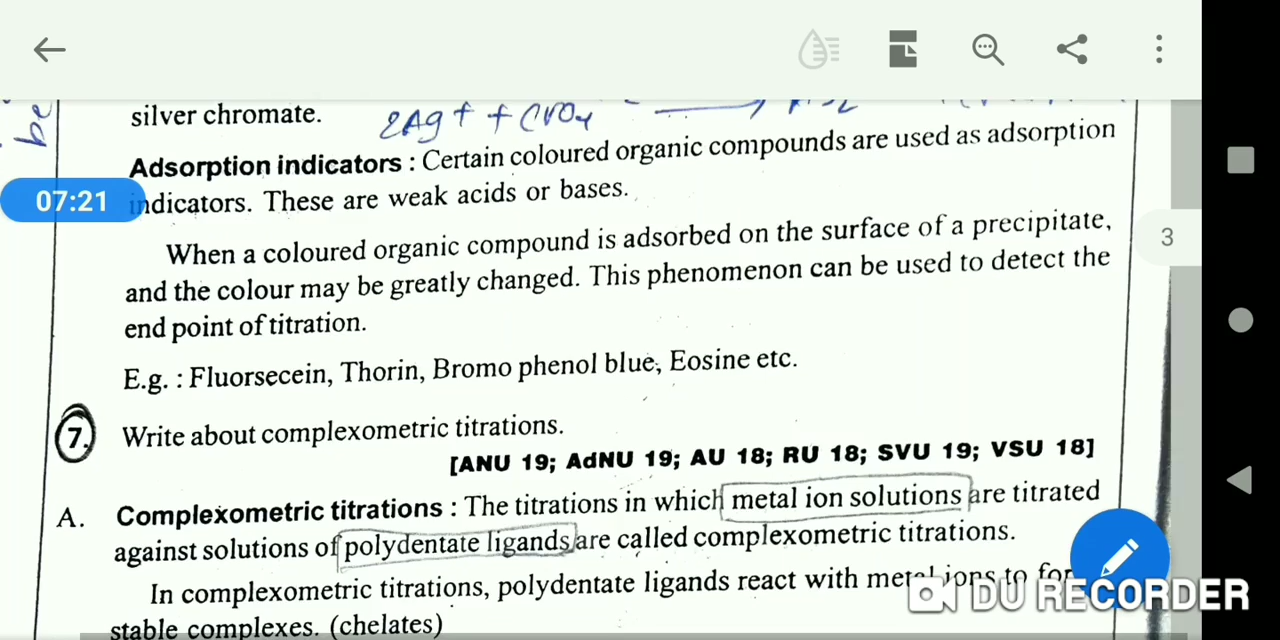 be
silver chromate. 2Ag+ + CrO4
Adsorption indicators : Certain coloured organic compounds are used as adsorption
07:21 indicators. These are weak acids or bases.
3
When a coloured organic compound is adsorbed on the surface of a precipitate,
and the colour may be greatly changed. This phenomenon can be used to detect the
end point of titration.
E.g. : Fluorsecein, Thorin, Bromo phenol blue, Eosine etc.
7. Write about complexometric titrations.
[ANU 19; AdNU 19; AU 18; RU 18; SVU 19; VSU 18]
A. Complexometric titrations : The titrations in which metal ion solutions are titrated
against solutions of polydentate ligands are called complexometric titrations.
In complexometric titrations, polydentate ligands react with metal ions to
stable complexes. (chelates)
DU RECORDER